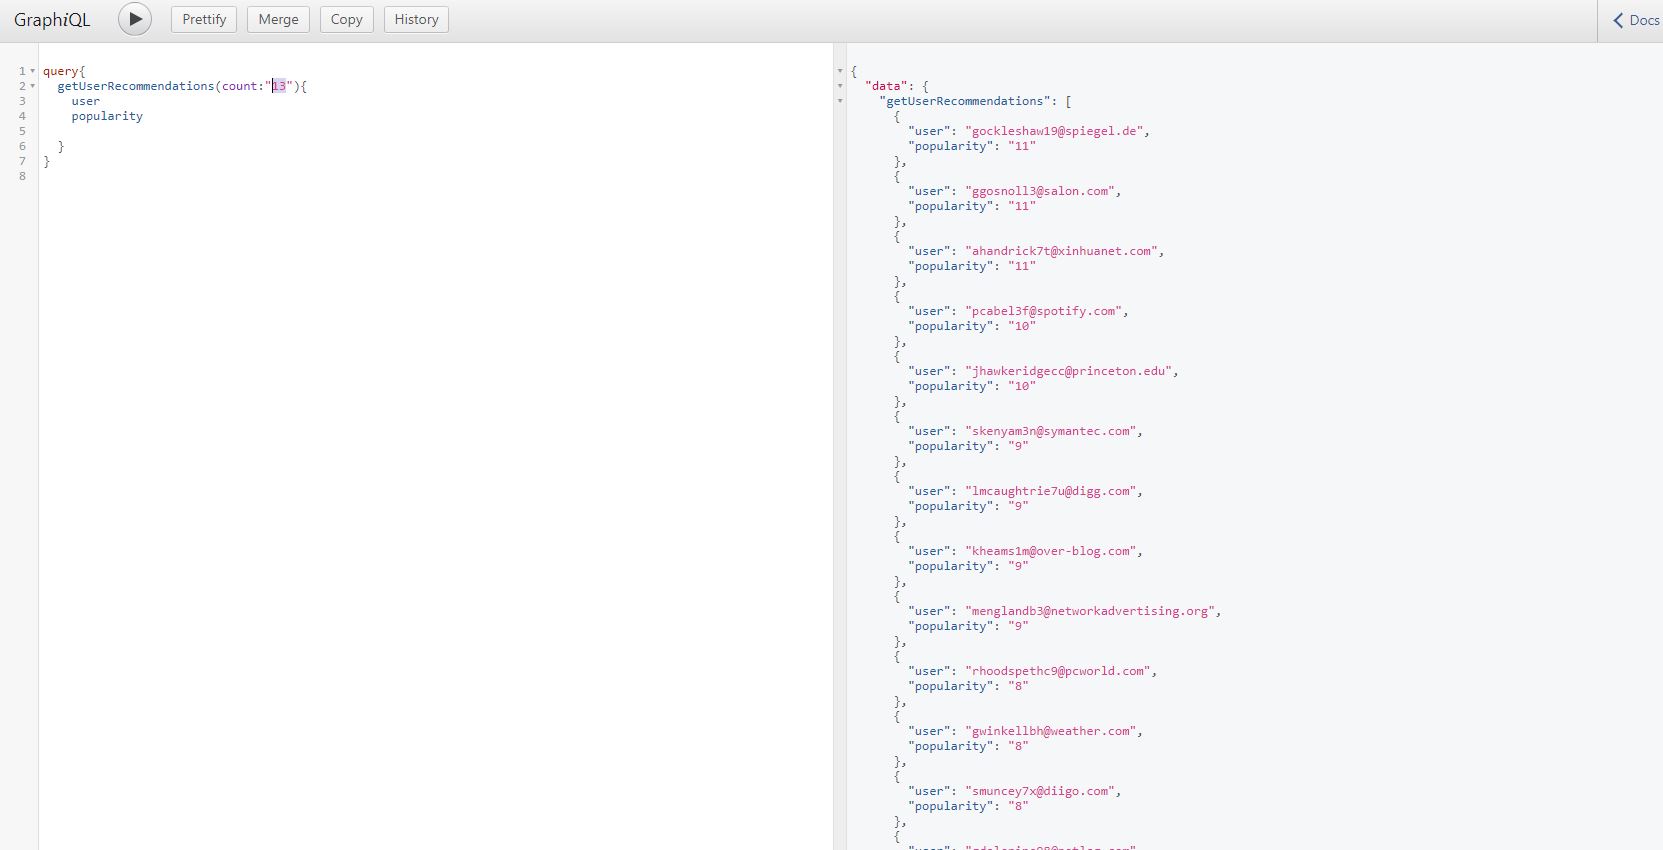 GraphiQL
Prettify
Merge
Copy
History
Docs
1 query{
2 getUserRecommendations(count:"13"){
3 user
4 popularity
5
6 }
7 }
8
{
"data": {
"getUserRecommendations": [
{
"user": "gockleshaw19@spiegel.de",
"popularity": "11"
},
{
"user": "ggosnoll3@salon.com",
"popularity": "11"
},
{
"user": "ahandrick7t@xinhuanet.com",
"popularity": "11"
},
{
"user": "pcabel3f@spotify.com",
"popularity": "10"
},
{
"user": "jhawkeridgecc@princeton.edu",
"popularity": "10"
},
{
"user": "skenyam3n@symantec.com",
"popularity": "9"
},
{
"user": "lmcaughtrie7u@digg.com",
"popularity": "9"
},
{
"user": "kheams1m@over-blog.com",
"popularity": "9"
},
{
"user": "menglandb3@networkadvertising.org",
"popularity": "9"
},
{
"user": "rhoodspethc9@pcworld.com",
"popularity": "8"
},
{
"user": "gwinkellbh@weather.com",
"popularity": "8"
},
{
"user": "smuncey7x@diigo.com",
"popularity": "8"
},
{